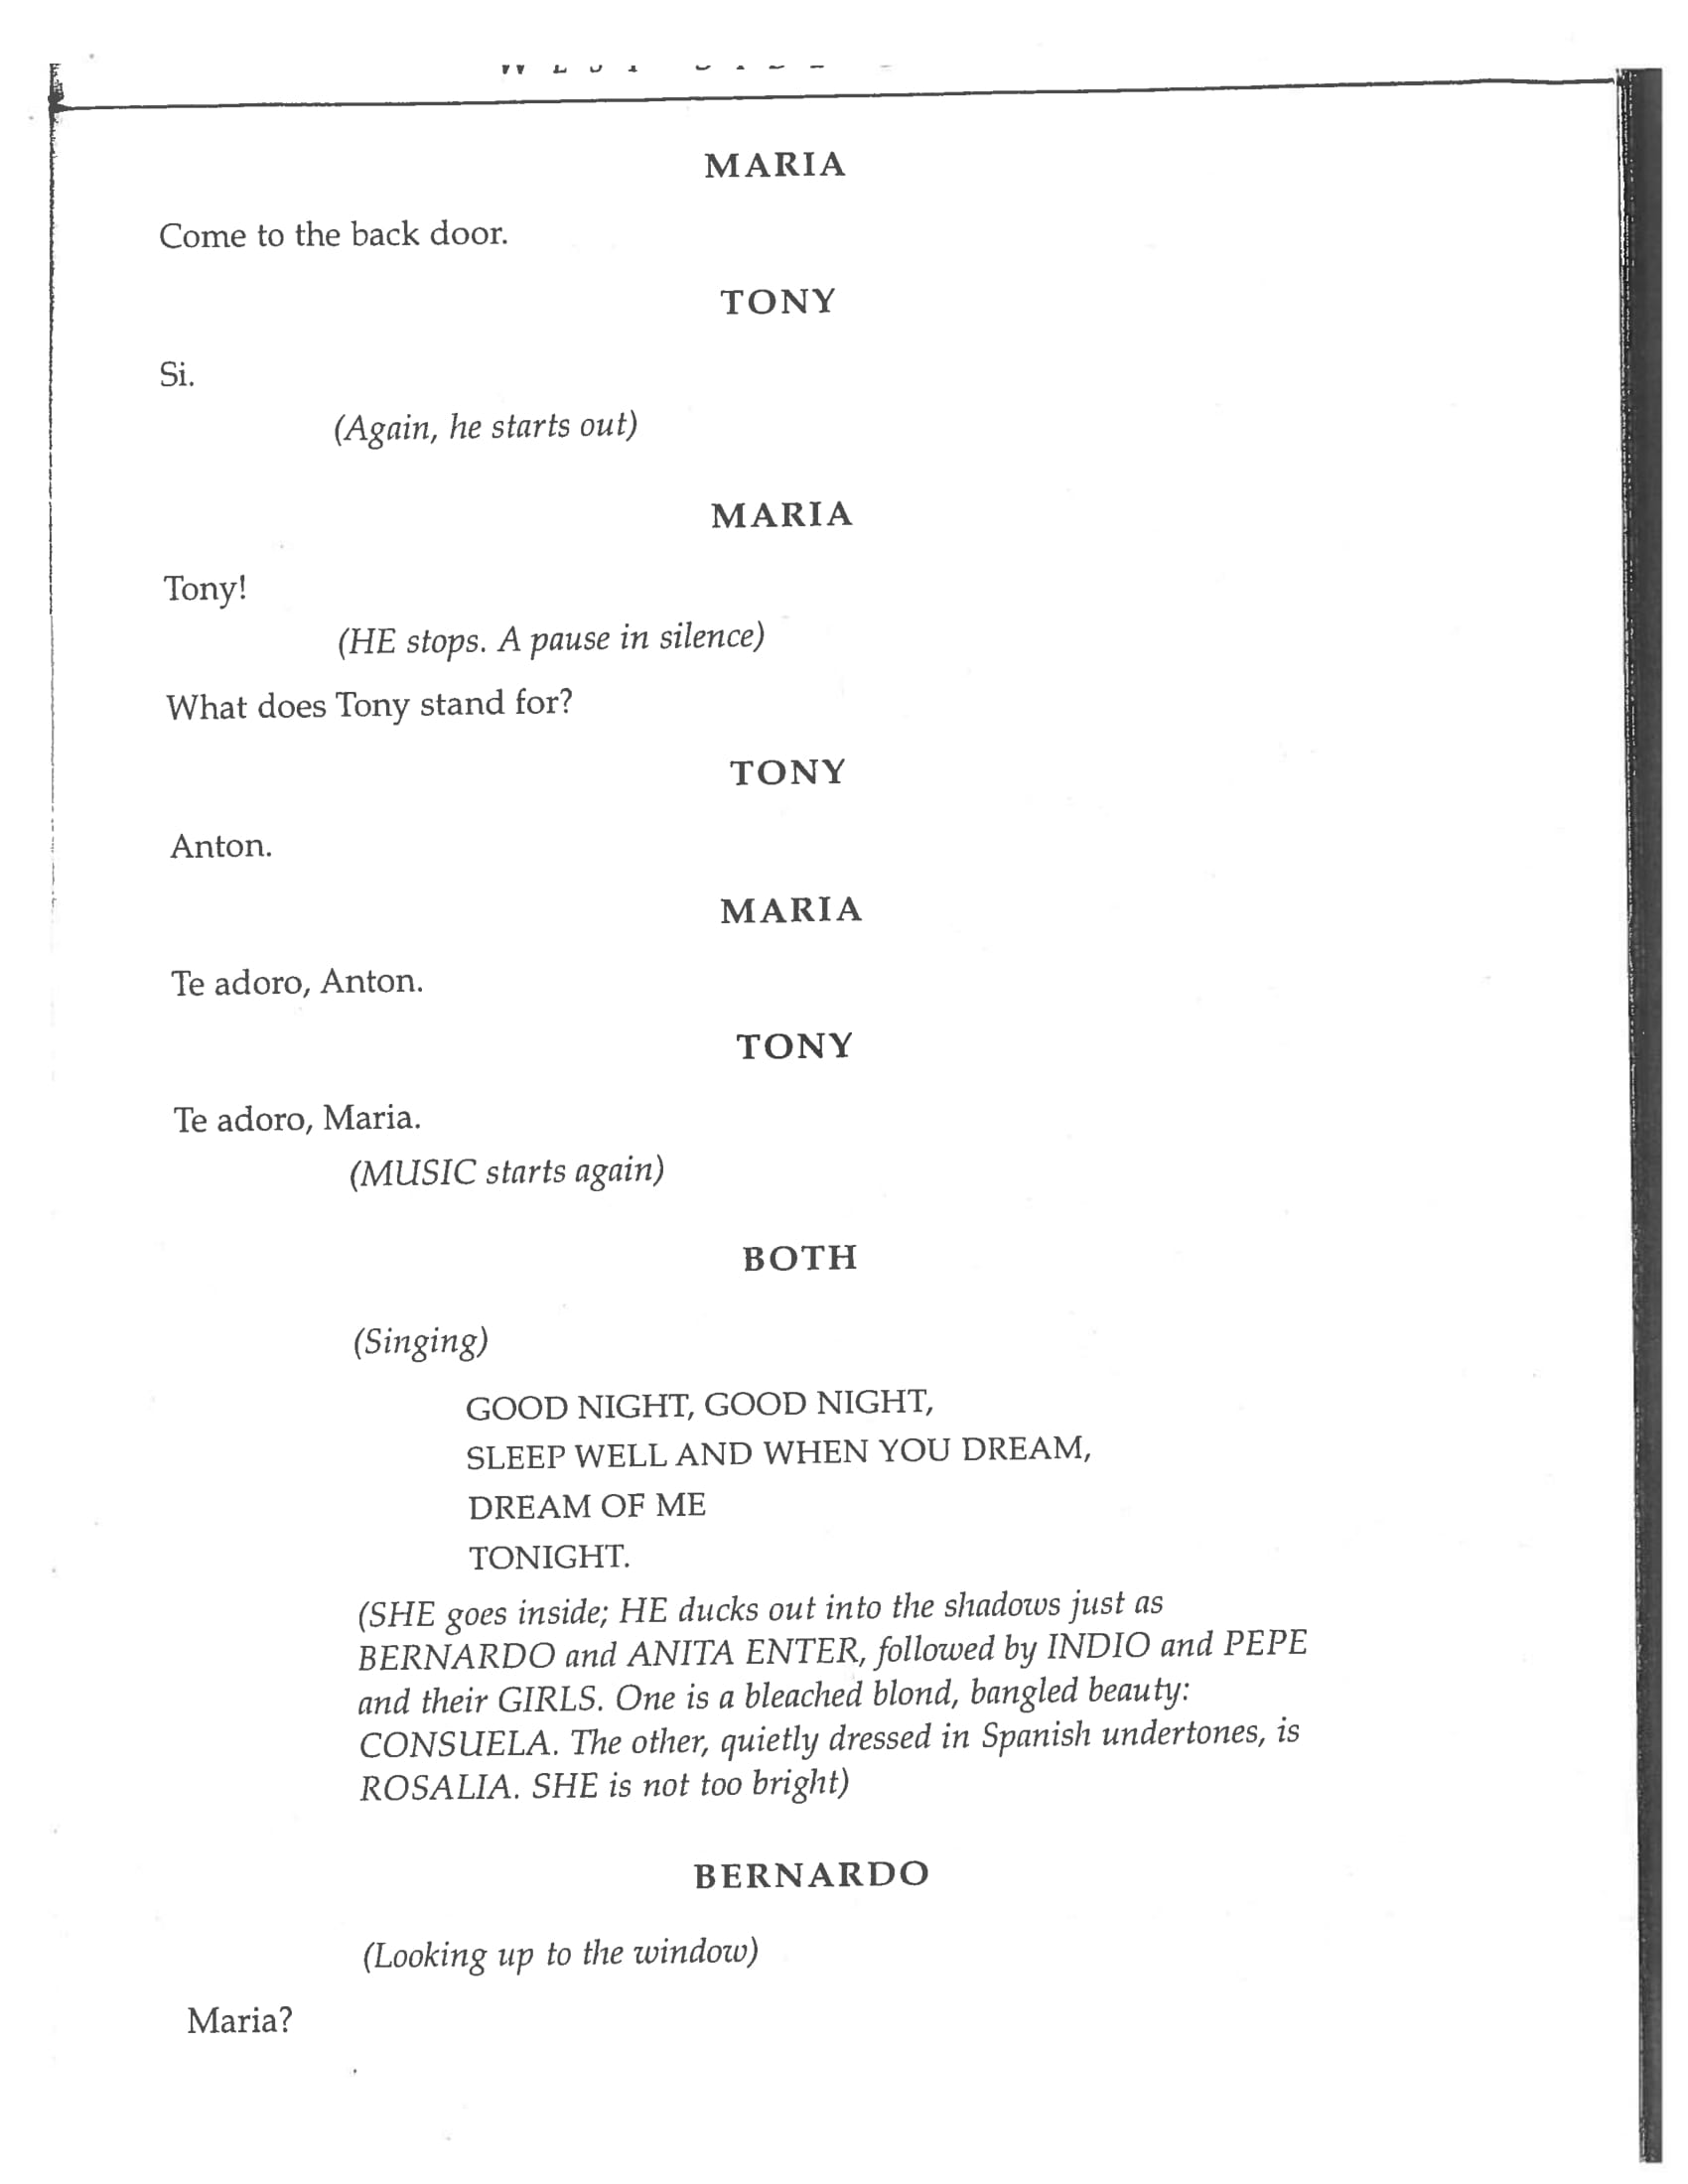 MARIA
Come to the back door.
TONY
Si.
(Again, he starts out)
MARIA
Tony!
(HE stops. A pause in silence)
What does Tony stand for?
TONY
Anton.
MARIA
Te adoro, Anton.
TONY
Te adoro, Maria.
(MUSIC starts again)
BOTH
(Singing)
GOOD NIGHT, GOOD NIGHT,
SLEEP WELL AND WHEN YOU DREAM,
DREAM OF ME
TONIGHT.
(SHE goes inside; HE ducks out into the shadows just as
BERNARDO and ANITA ENTER, followed by INDIO and PEPE
and their GIRLS. One is a bleached blond, bangled beauty:
CONSUELA. The other, quietly dressed in Spanish undertones, is
ROSALIA. SHE is not too bright)
BERNARDO
(Looking up to the window)
Maria?